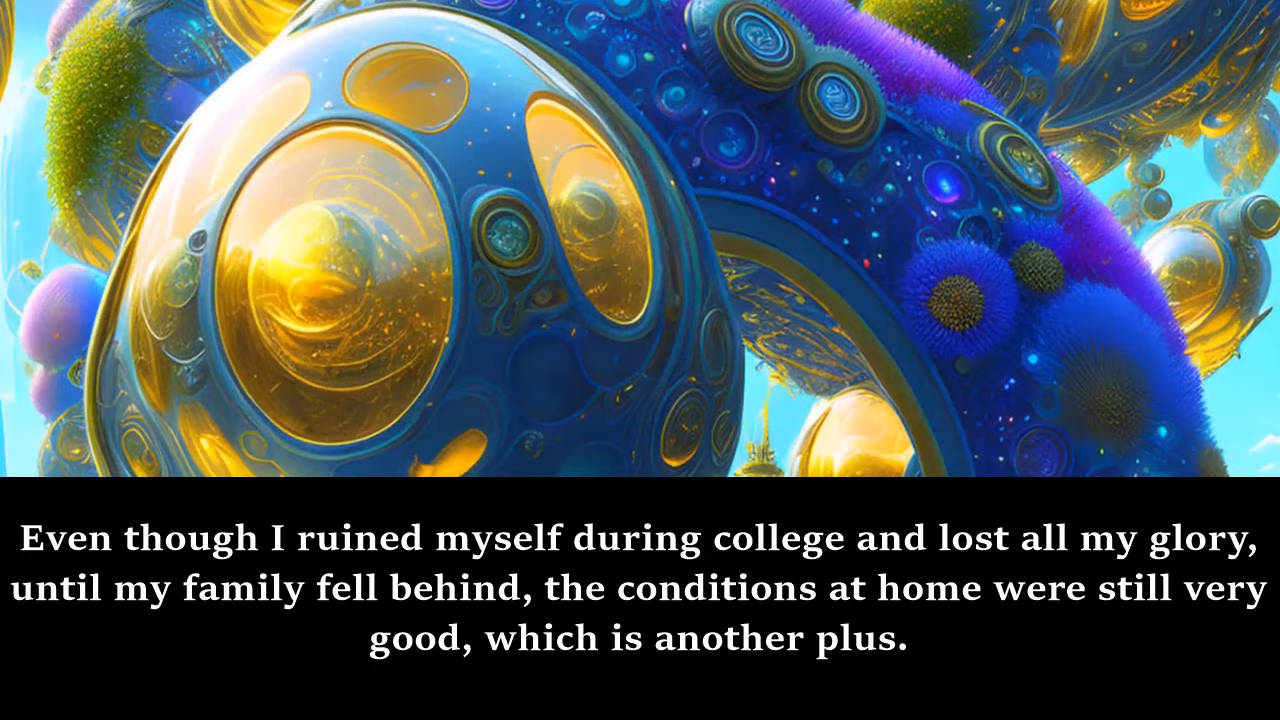 Even though I ruined myself during college and lost all my glory,
until my family fell behind, the conditions at home were still very
good, which is another plus.